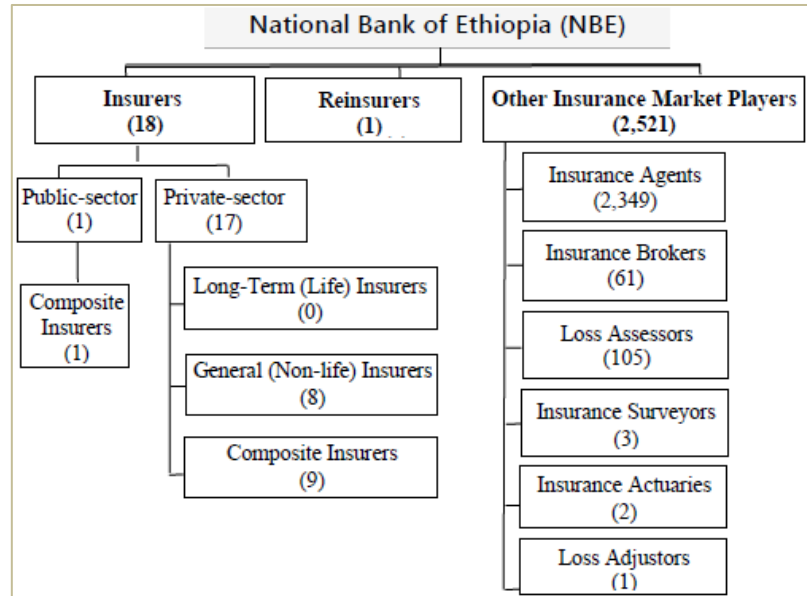 National Bank of Ethiopia (NBE)
Insurers
(18)
Reinsurers
(1)
Other Insurance Market Players
(2,521)
Public-sector
(1)
Private-sector
(17)
Composite
Insurers
(1)
Long-Term (Life) Insurers
(0)
General (Non-life) Insurers
(8)
Composite Insurers
(9)
Insurance Agents
(2,349)
Insurance Brokers
(61)
Loss Assessors
(105)
Insurance Surveyors
(3)
Insurance Actuaries
(2)
Loss Adjustors
(1)